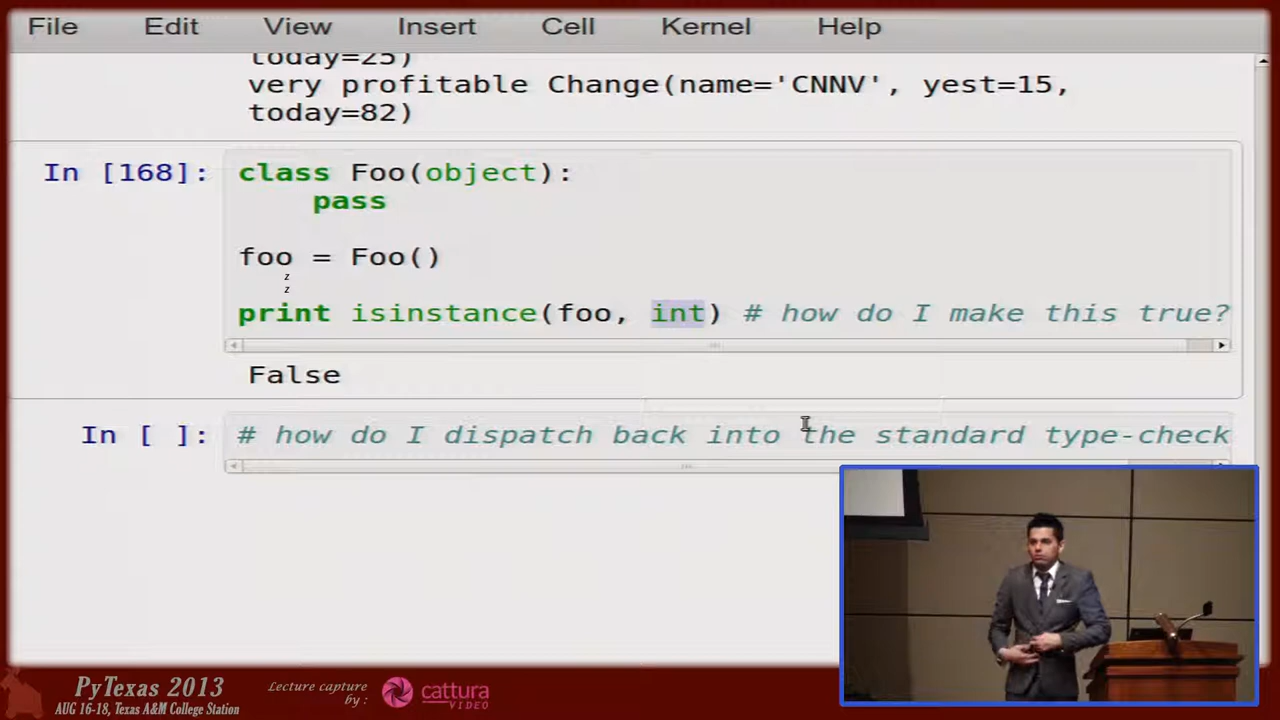 File Edit View Insert Cell Kernel Help
today=25)
very profitable Change(name='CNNV', yest=15,
today=82)
In [168]: class Foo(object):
pass
foo = Foo()
z
z
print isinstance(foo, int) # how do I make this true?
False
In [ ]: # how do I dispatch back into the standard type-check
PyTexas 2013
AUG 16-18, Texas A&M College Station
Lecture capture
by :
cattura
VIDEO